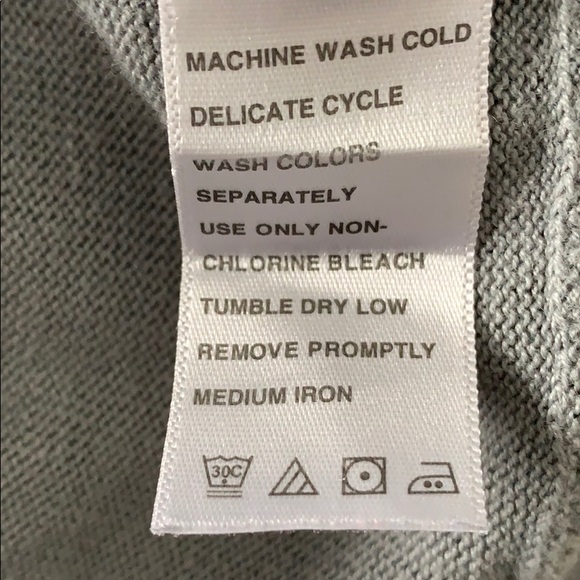 MACHINE WASH COLD
DELICATE CYCLE
WASH COLORS
SEPARATELY
USE ONLY NON-
CHLORINE BLEACH
TUMBLE DRY LOW
REMOVE PROMPTLY
MEDIUM IRON
30C